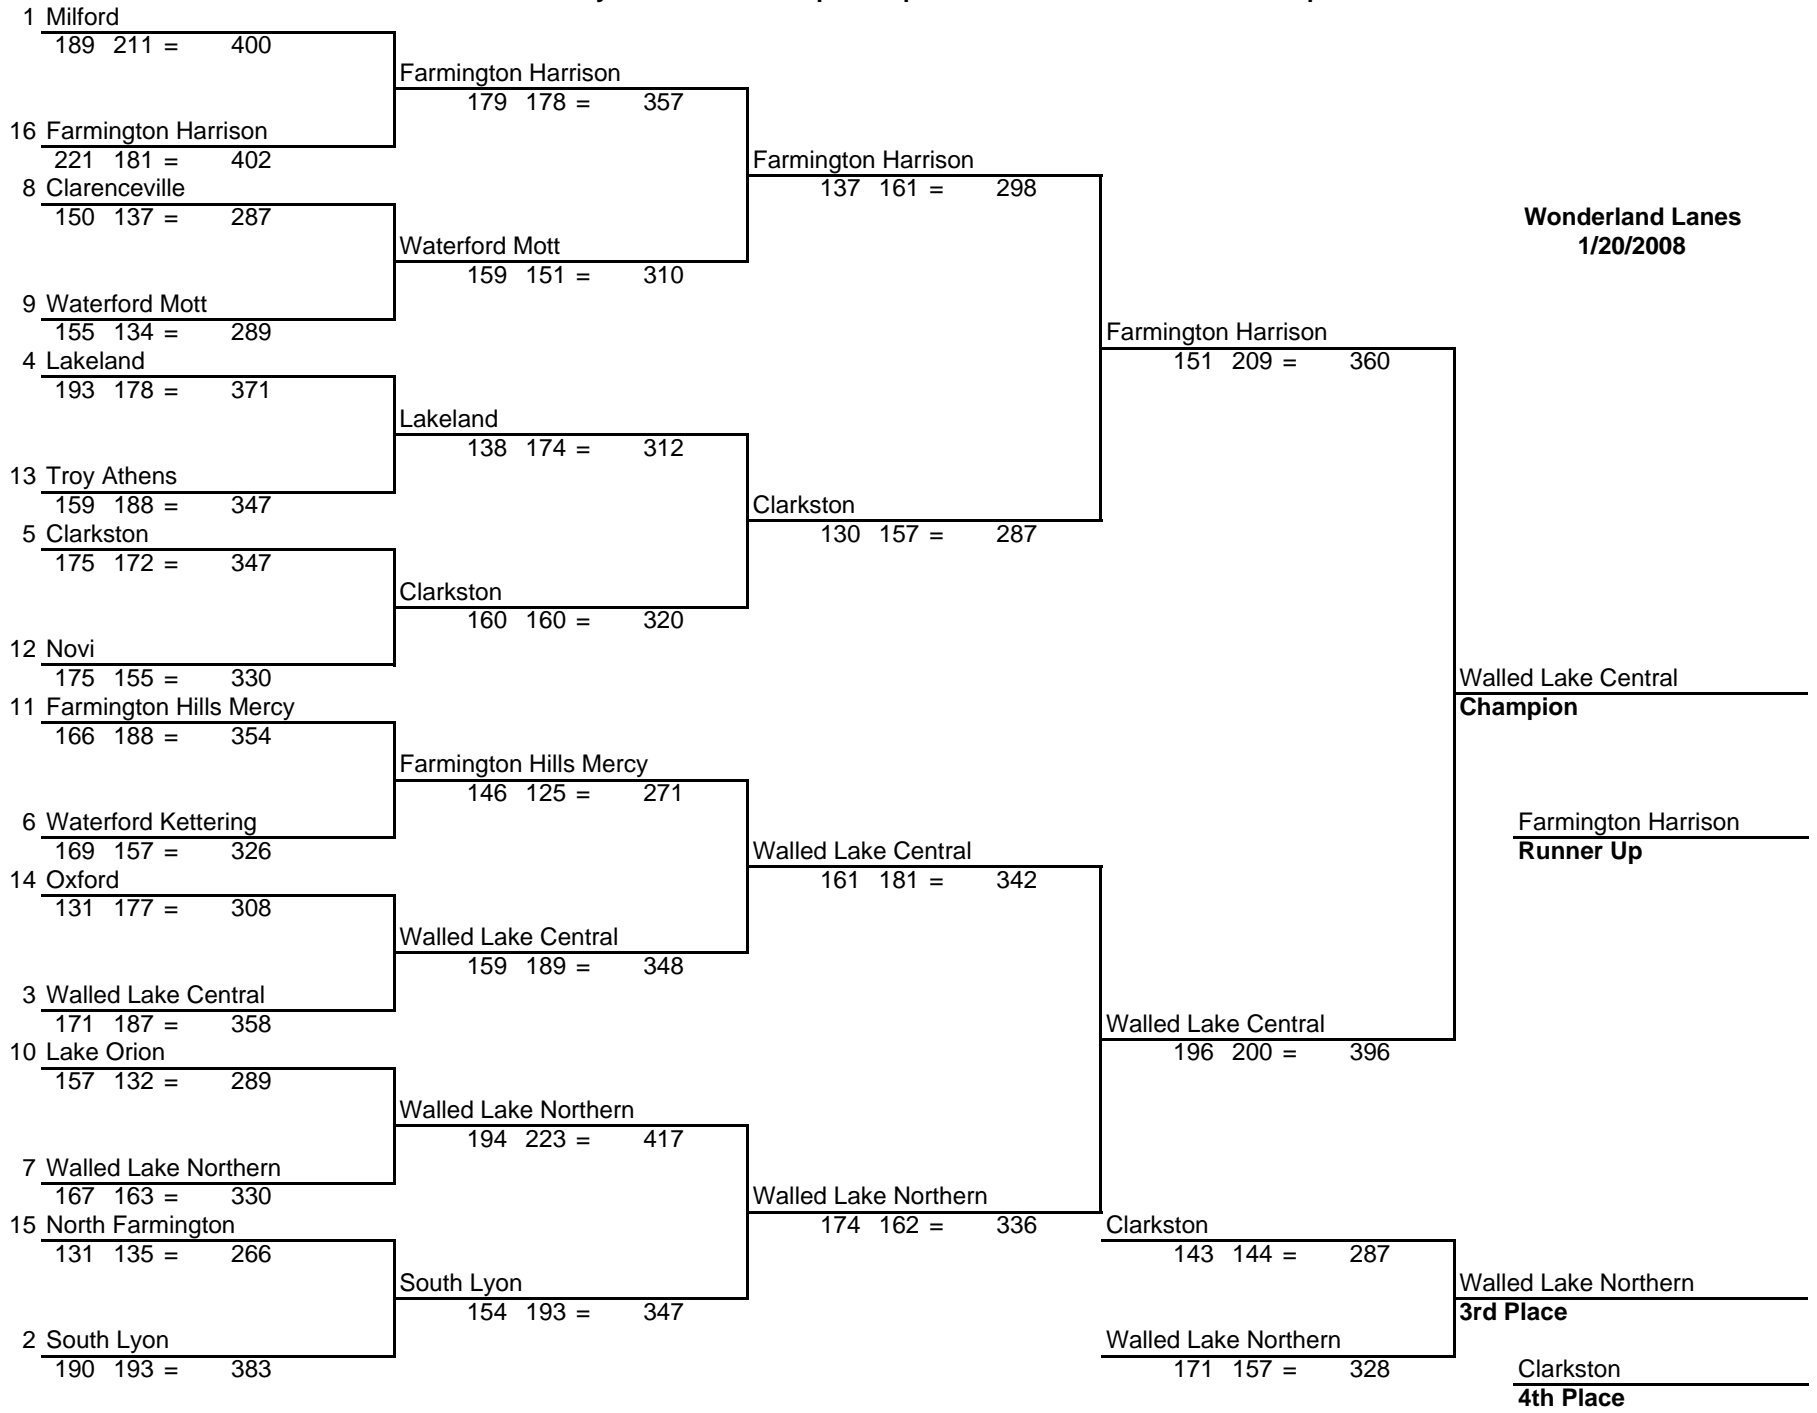 1 Milford
189 211 = 400
Farmington Harrison
179 178 = 357
16 Farmington Harrison
221 181 = 402
Farmington Harrison
137 161 = 298
8 Clarenceville
150 137 = 287
Wonderland Lanes
1/20/2008
Waterford Mott
159 151 = 310
9 Waterford Mott
155 134 = 289
Farmington Harrison
151 209 = 360
4 Lakeland
193 178 = 371
Lakeland
138 174 = 312
13 Troy Athens
159 188 = 347
Clarkston
130 157 = 287
5 Clarkston
175 172 = 347
Clarkston
160 160 = 320
12 Novi
175 155 = 330
Walled Lake Central
Champion
11 Farmington Hills Mercy
166 188 = 354
Farmington Hills Mercy
146 125 = 271
6 Waterford Kettering
169 157 = 326
Farmington Harrison
Runner Up
Walled Lake Central
161 181 = 342
14 Oxford
131 177 = 308
Walled Lake Central
159 189 = 348
3 Walled Lake Central
171 187 = 358
Walled Lake Central
196 200 = 396
10 Lake Orion
157 132 = 289
Walled Lake Northern
194 223 = 417
7 Walled Lake Northern
167 163 = 330
Walled Lake Northern
174 162 = 336
15 North Farmington
131 135 = 266
Clarkston
143 144 = 287
South Lyon
154 193 = 347
Walled Lake Northern
3rd Place
2 South Lyon
190 193 = 383
Walled Lake Northern
171 157 = 328
Clarkston
4th Place